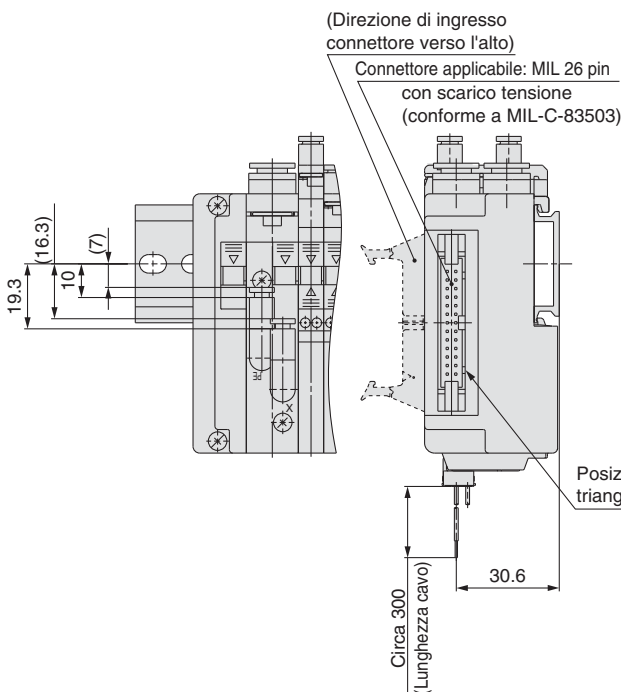 (Direzione di ingresso
connettore verso l'alto)
Connettore applicabile: MIL 26 pin
con scarico tensione
(conforme a MIL-C-83503)
(7)
(16.3)
10
19.3
PE
X
Posiz
triang
30.6
Circa 300
(Lunghezza cavo)